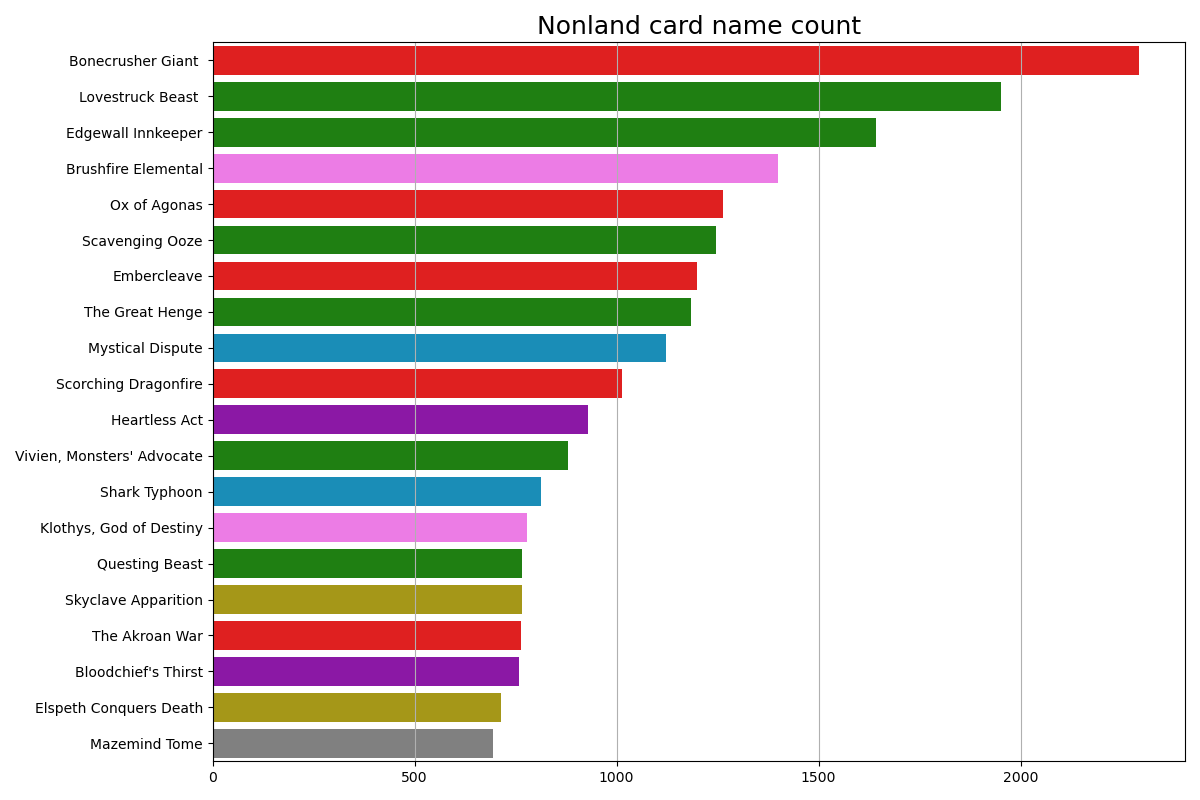 Nonland card name count
Bonecrusher Giant
Lovestruck Beast
Edgewall Innkeeper
Brushfire Elemental
Ox of Agonas
Scavenging Ooze
Embercleave
The Great Henge
Mystical Dispute
Scorching Dragonfire
Heartless Act
Vivien, Monsters' Advocate
Shark Typhoon
Klothys, God of Destiny
Questing Beast
Skyclave Apparition
The Akroan War
Bloodchief's Thirst
Elspeth Conquers Death
Mazemind Tome
0 500 1000 1500 2000